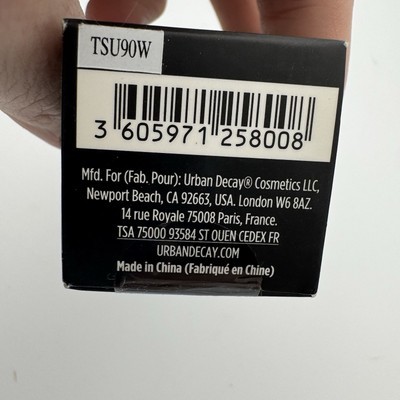 TSU90W
3 605971 258008
Mfd. For (Fab. Pour): Urban Decay® Cosmetics LLC,
Newport Beach, CA 92663, USA. London W6 8AZ.
14 rue Royale 75008 Paris, France.
TSA 75000 93584 ST OUEN CEDEX FR
URBANDECAY.COM
Made in China (Fabriqué en Chine)